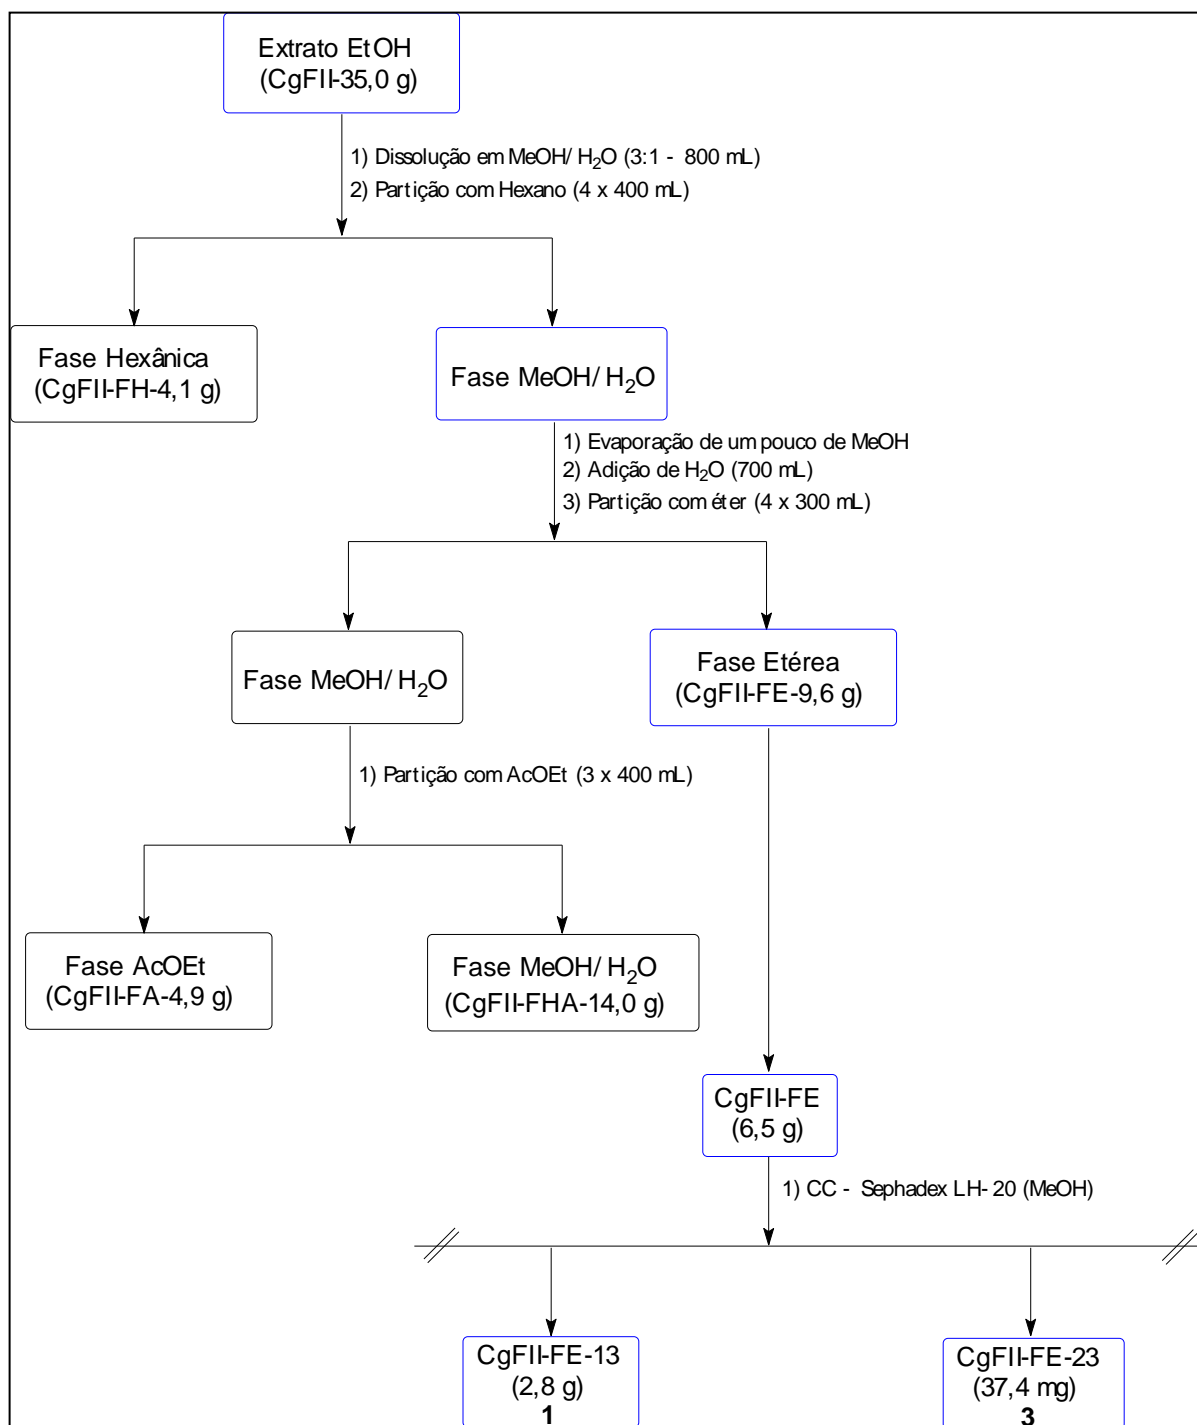 Extrato EtOH
(CgFII-35,0 g)
1) Dissolução em MeOH/ H₂O (3:1 - 800 mL)
2) Partição com Hexano (4 x 400 mL)
Fase Hexânica
(CgFII-FH-4,1 g)
Fase MeOH/ H₂O
1) Evaporação de um pouco de MeOH
2) Adição de H₂O (700 mL)
3) Partição com éter (4 x 300 mL)
Fase MeOH/ H₂O
Fase Etérea
(CgFII-FE-9,6 g)
1) Partição com AcOEt (3 x 400 mL)
Fase AcOEt
(CgFII-FA-4,9 g)
Fase MeOH/ H₂O
(CgFII-FHA-14,0 g)
CgFII-FE
(6,5 g)
1) CC - Sephadex LH- 20 (MeOH)
CgFII-FE-13
(2,8 g)
1
CgFII-FE-23
(37,4 mg)
3